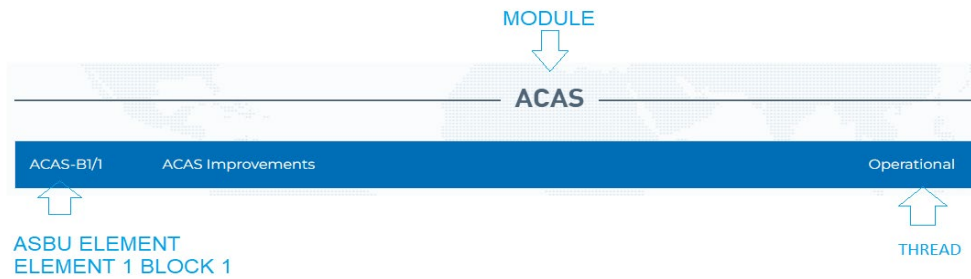 MODULE
ACAS
ACAS-B1/1 ACAS Improvements Operational
ASBU ELEMENT
ELEMENT 1 BLOCK 1
THREAD